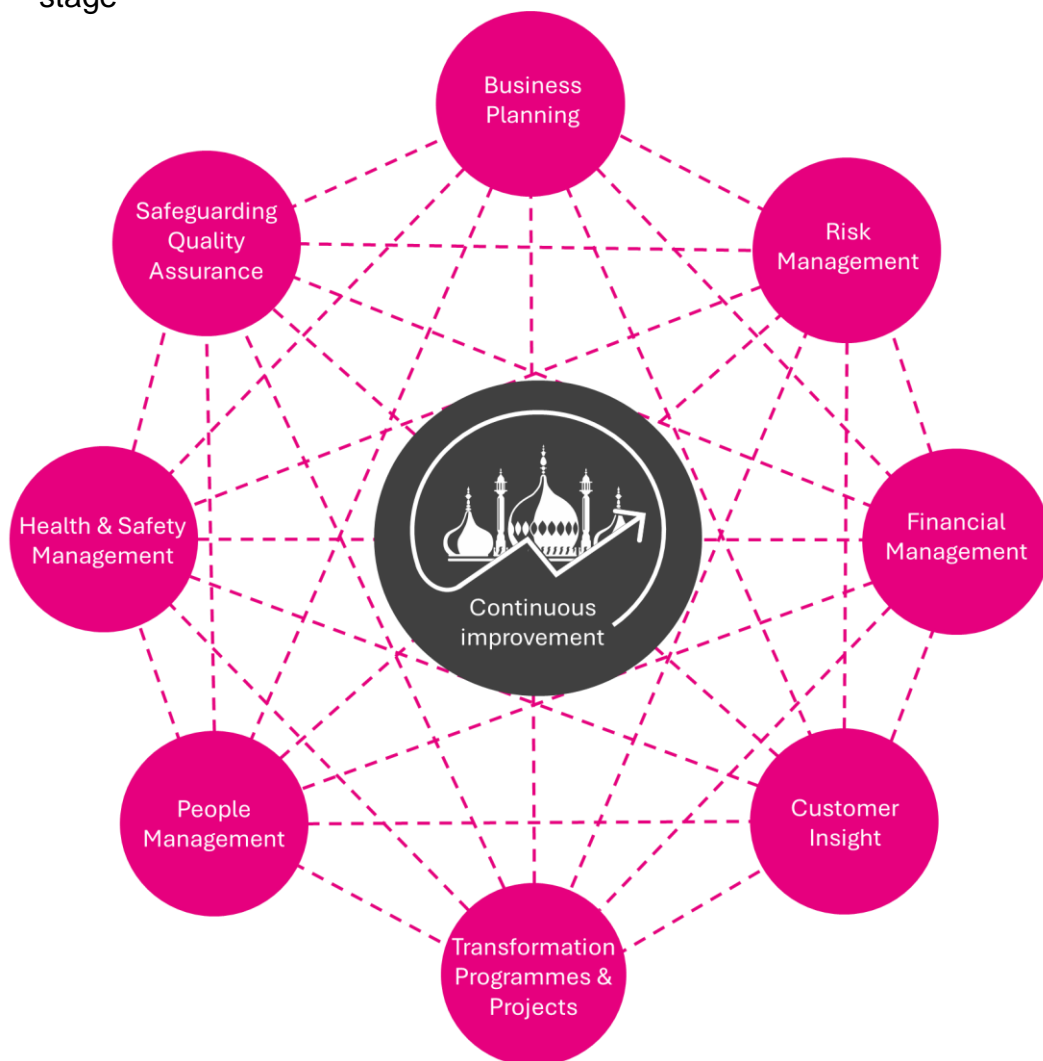 stage
Business
Planning
Safeguarding
Quality
Assurance
Risk
Management
Health & Safety
Management
Continuous
improvement
Financial
Management
People
Management
Customer
Insight
Transformation
Programmes &
Projects